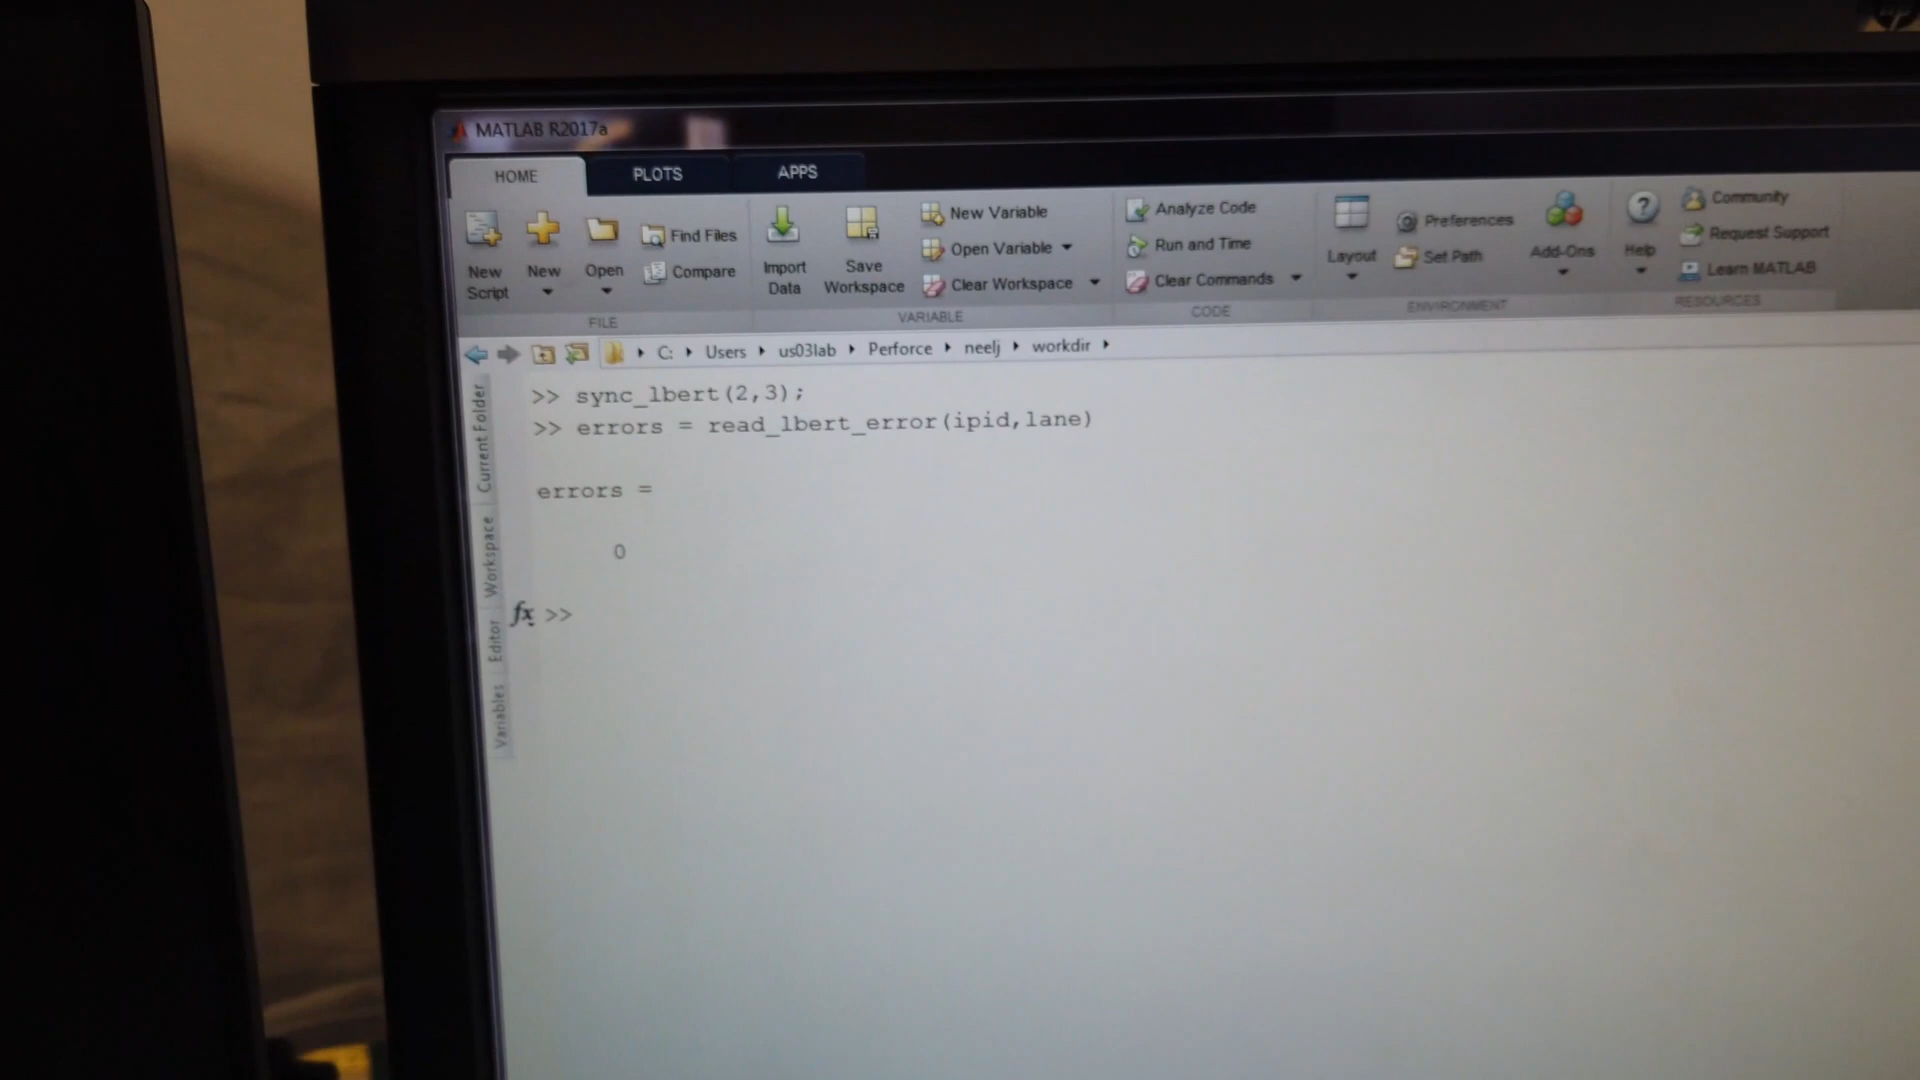 MATLAB R2017a
HOME PLOTS APPS
New Script
New
Open
Find Files
Compare
FILE
Import Data
Save Workspace
New Variable
Open Variable
Clear Workspace
VARIABLE
Analyze Code
Run and Time
Clear Commands
CODE
Layout
Preferences
Set Path
Add-Ons
ENVIRONMENT
Help
Community
Request Support
Learn MATLAB
RESOURCES
C: Users us03lab Perforce neelj workdir
Current Folder
Workspace
Editor
Variables
>> sync_lbert(2,3);
>> errors = read_lbert_error(ipid,lane)
errors =
0
fx >>
hp